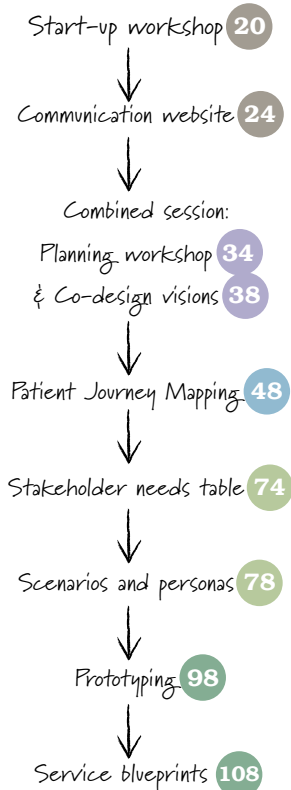 Start-up workshop 20
Communication website 24
Combined session:
Planning workshop 34
& Co-design visions 38
Patient Journey Mapping 48
Stakeholder needs table 74
Scenarios and personas 78
Prototyping 98
Service blueprints 108